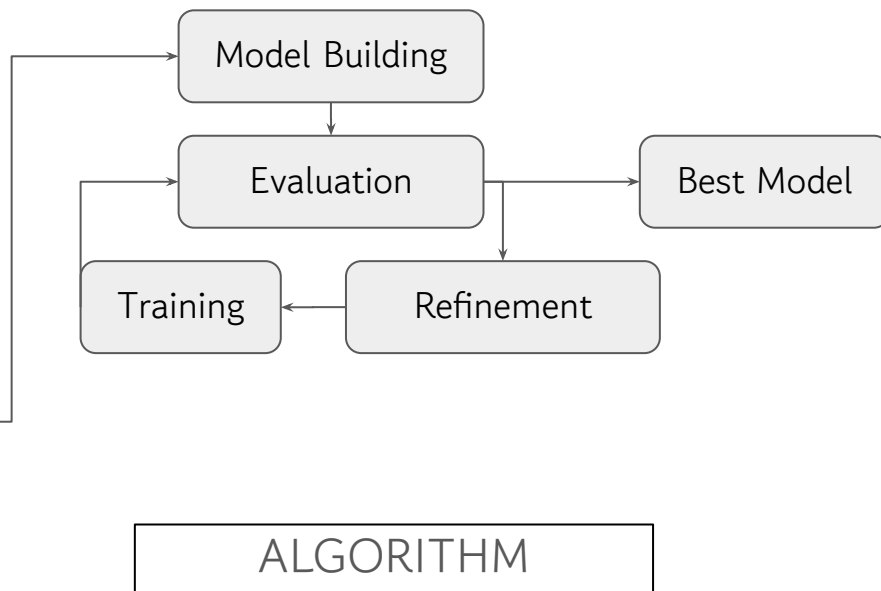 Model Building
Evaluation
Best Model
Training
Refinement
ALGORITHM